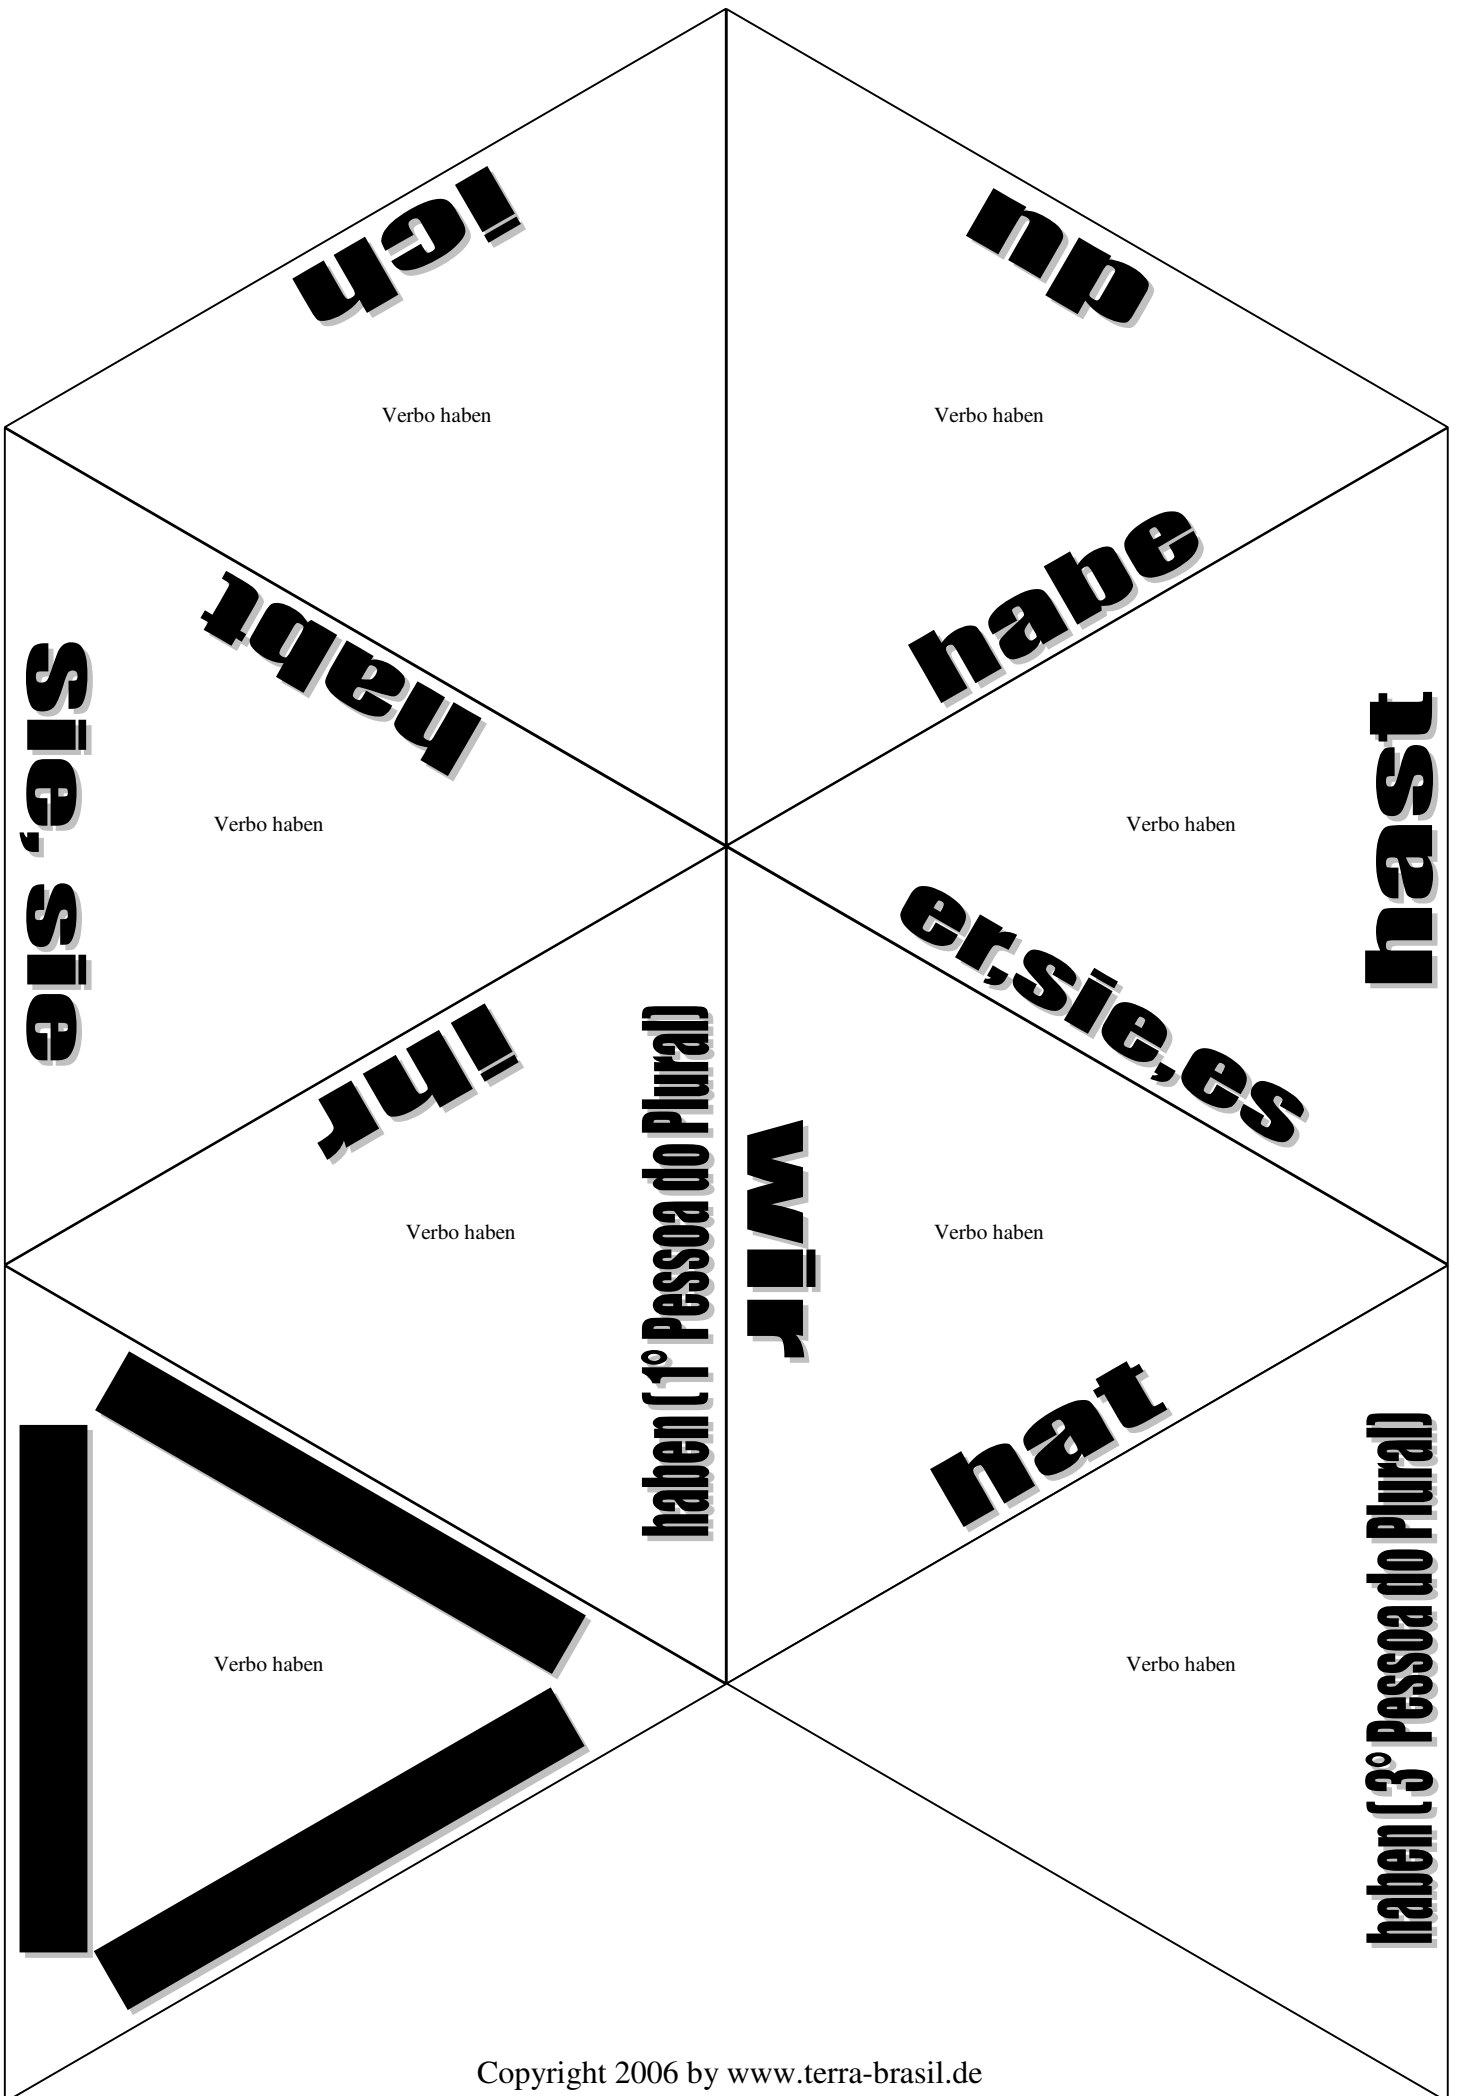 ich
du
Verbo haben
Verbo haben
habe
habt
Sie, sie
hast
Verbo haben
Verbo haben
er,sie,es
ihr
haben (1° Pessoa do Plural)
wir
Verbo haben
Verbo haben
hat
haben ( 3° Pessoa do Plural)
Verbo haben
Verbo haben
Copyright 2006 by www.terra-brasil.de